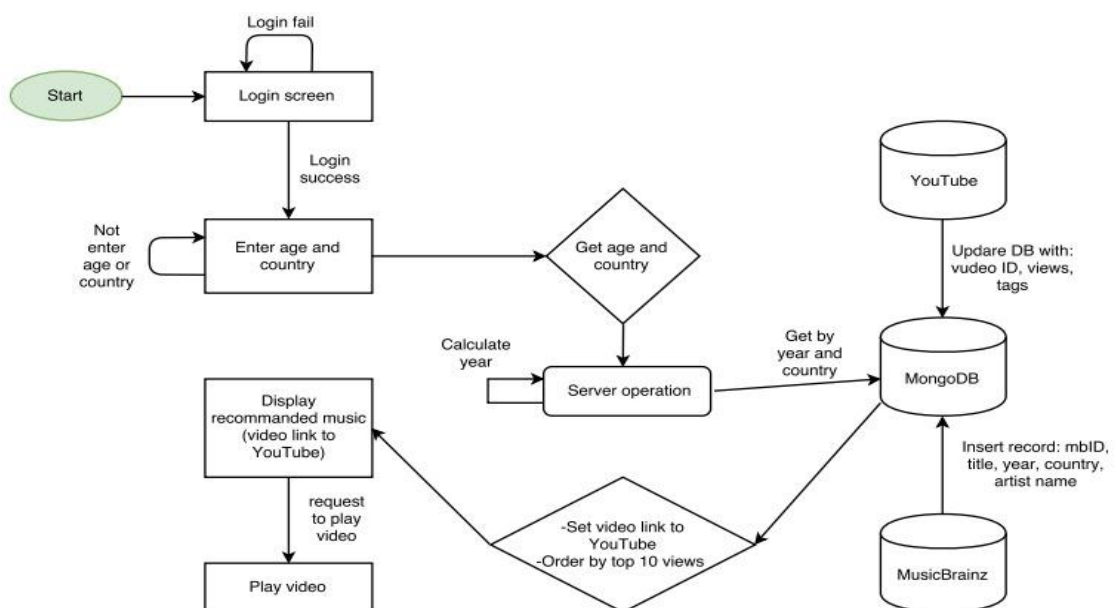 Login fail
Start
Login screen
Login
success
Not
enter
age or
country
Enter age and
country
Get age and
country
YouTube
Updare DB with:
vudeo ID, views,
tags
Calculate
year
Server operation
Get by
year and
country
MongoDB
Display
recommanded music
(video link to
YouTube)
Insert record: mbID,
title, year, country,
artist name
request
to play
video
-Set video link to
YouTube
-Order by top 10 views
Play video
MusicBrainz